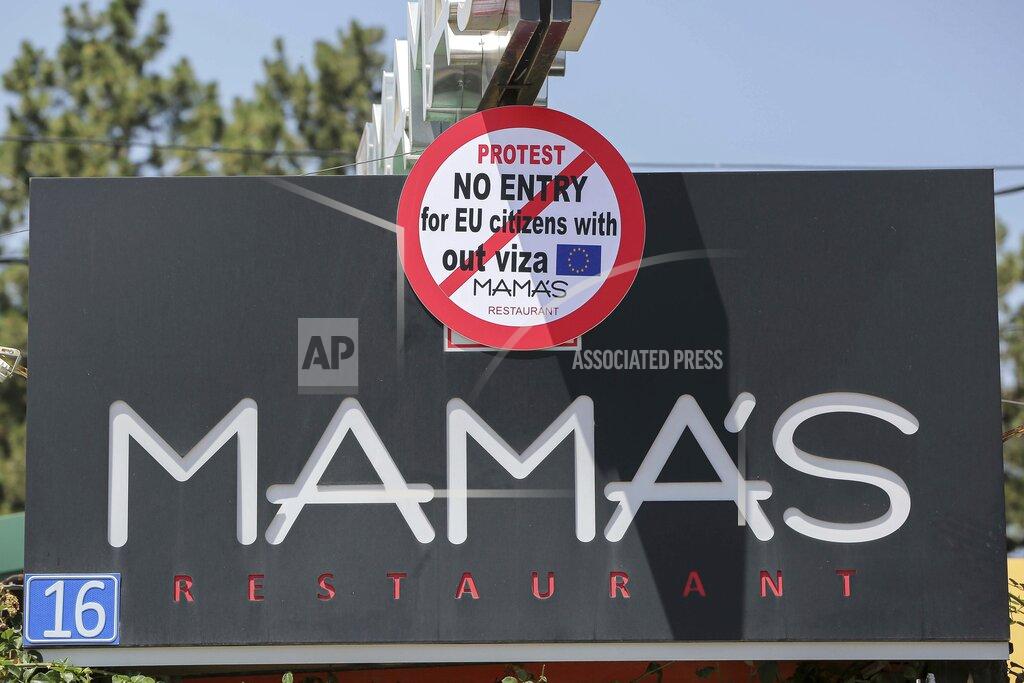 PROTEST
NO ENTRY
for EU citizens with
out viza
MAMA'S
RESTAURANT
AP
ASSOCIATED PRESS
MAMA'S
RESTAURANT
16